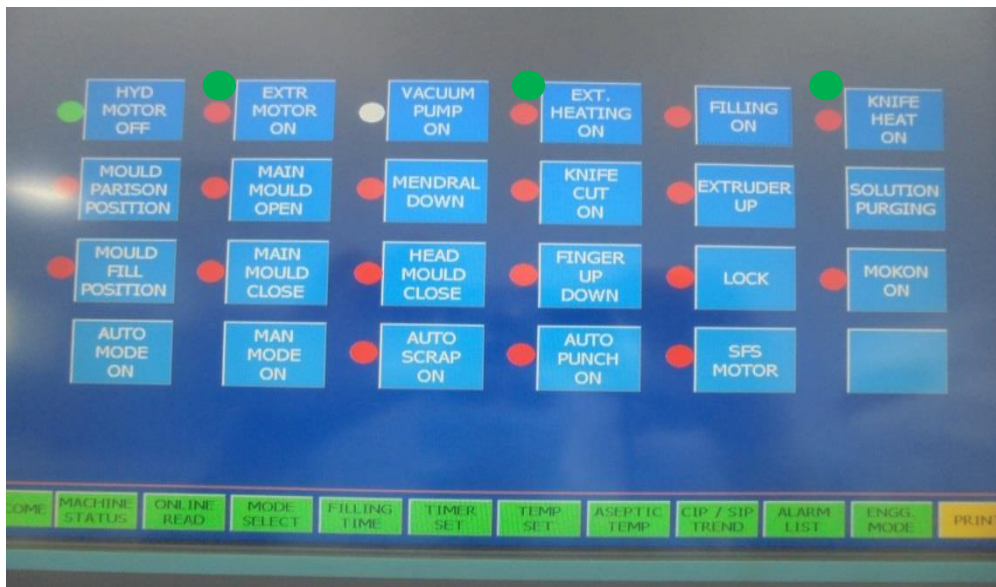 HYD
MOTOR
OFF
EXTR
MOTOR
ON
VACUUM
PUMP
ON
EXT.
HEATING
ON
FILLING
ON
KNIFE
HEAT
ON
MOULD
PARISON
POSITION
MAIN
MOULD
OPEN
MENDRAL
DOWN
KNIFE
CUT
ON
EXTRUDER
UP
SOLUTION
PURGING
MOULD
FILL
POSITION
MAIN
MOULD
CLOSE
HEAD
MOULD
CLOSE
FINGER
UP
DOWN
LOCK
MOKON
ON
AUTO
MODE
ON
MAN
MODE
ON
AUTO
SCRAP
ON
AUTO
PUNCH
ON
SFS
MOTOR
COME
MACHINE
STATUS
ONLINE
READ
MODE
SELECT
FILLING
TIME
TIMER
SET
TEMP
SET
ASEPTIC
TEMP
CIP / SIP
TREND
ALARM
LIST
ENGG.
MODE
PRIN